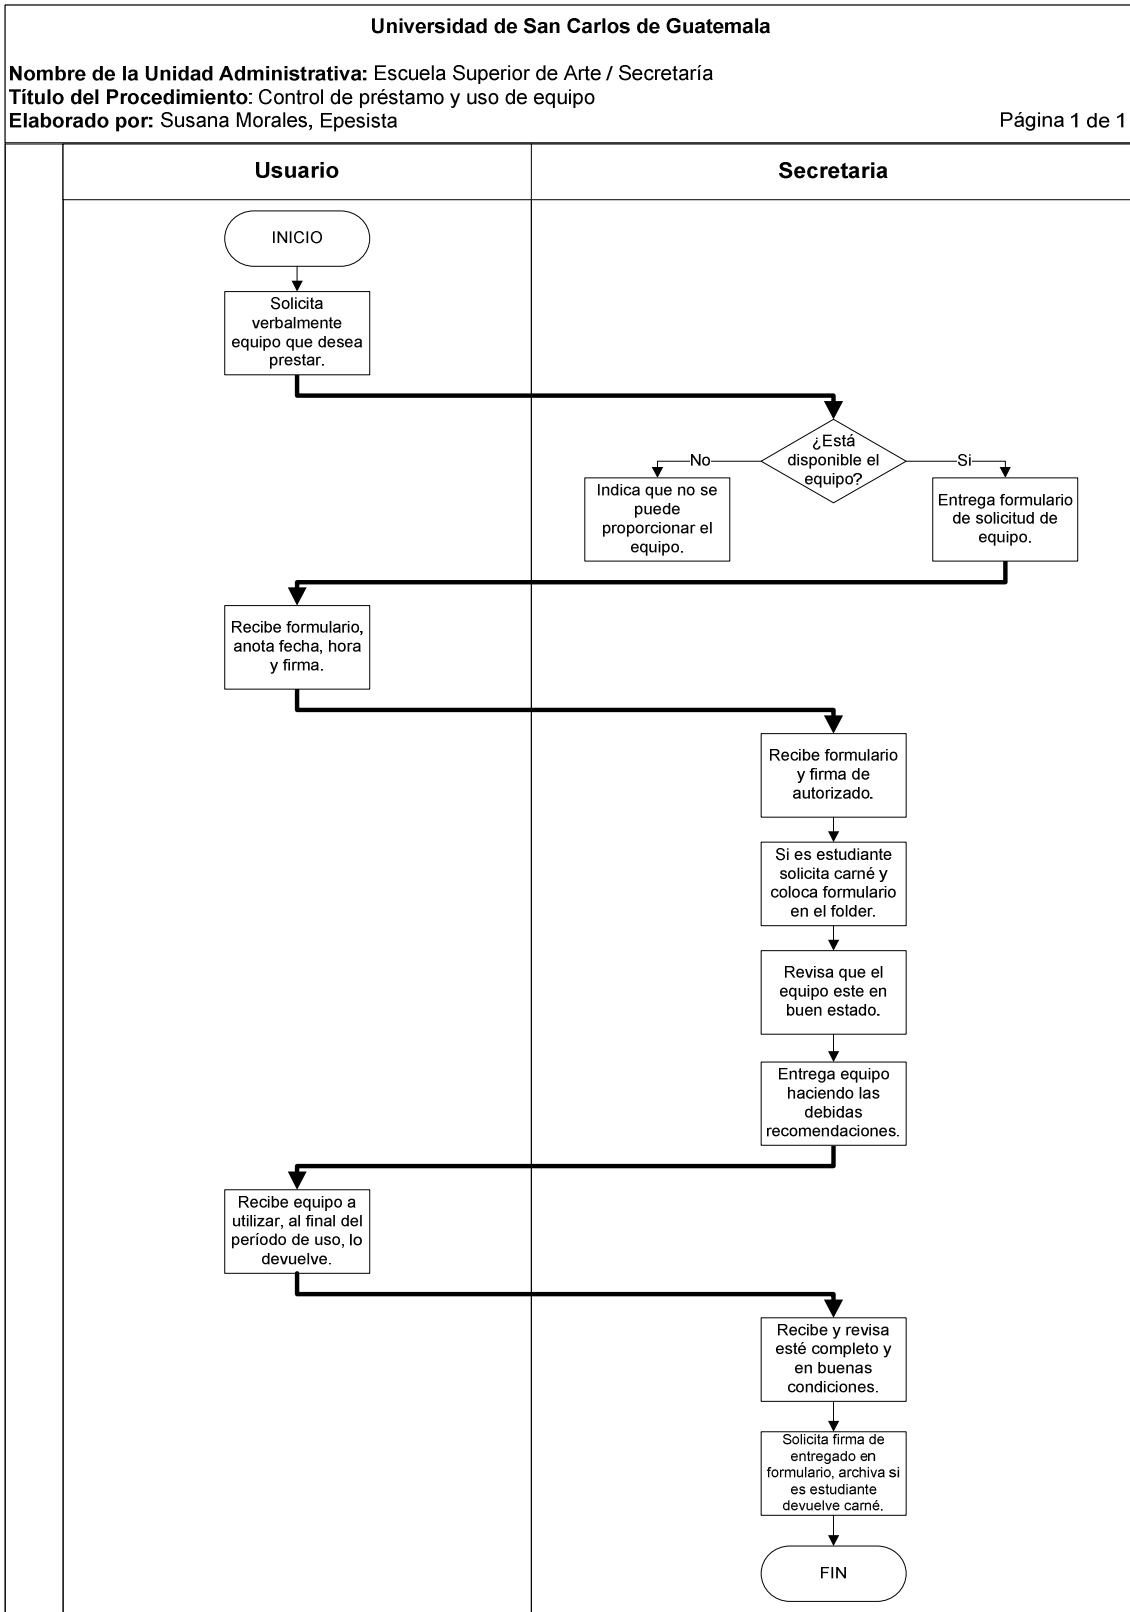 Universidad de San Carlos de Guatemala
Nombre de la Unidad Administrativa: Escuela Superior de Arte / Secretaría
Título del Procedimiento: Control de préstamo y uso de equipo
Elaborado por: Susana Morales, Epesista
Página 1 de 1
Usuario
Secretaria
INICIO
Solicita
verbalmente
equipo que desea
prestar.
¿Está
disponible el
equipo?
No
Si
Indica que no se
puede
proporcionar el
equipo.
Entrega formulario
de solicitud de
equipo.
Recibe formulario,
anota fecha, hora
y firma.
Recibe formulario
y firma de
autorizado.
Si es estudiante
solicita carné y
coloca formulario
en el folder.
Revisa que el
equipo este en
buen estado.
Entrega equipo
haciendo las
debidas
recomendaciones.
Recibe equipo a
utilizar, al final del
período de uso, lo
devuelve.
Recibe y revisa
esté completo y
en buenas
condiciones.
Solicita firma de
entregado en
formulario, archiva si
es estudiante
devuelve carné.
FIN